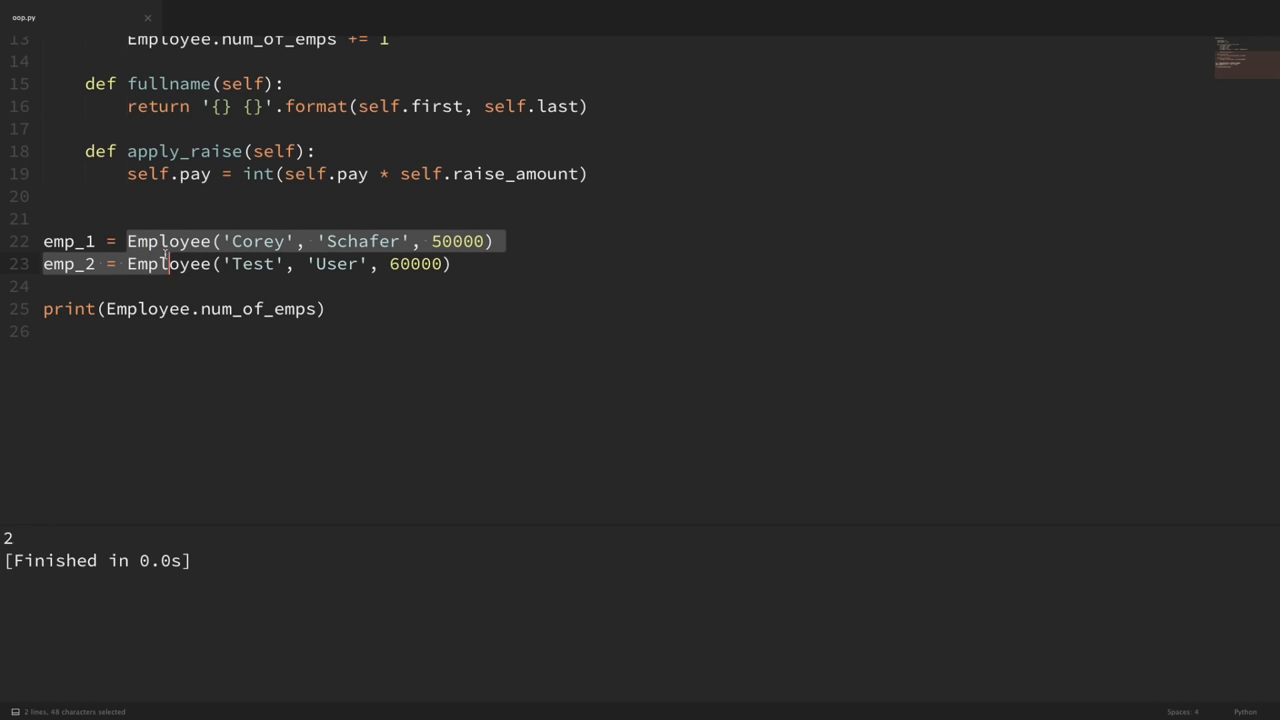 oop.py ×
13 Employee.num_of_emps += 1
14
15 def fullname(self):
16 return '{} {}'.format(self.first, self.last)
17
18 def apply_raise(self):
19 self.pay = int(self.pay * self.raise_amount)
20
21
22 emp_1 = Employee('Corey', 'Schafer', 50000)
23 emp_2 = Employee('Test', 'User', 60000)
24
25 print(Employee.num_of_emps)
26
2
[Finished in 0.0s]
2 lines, 48 characters selected Spaces: 4 Python